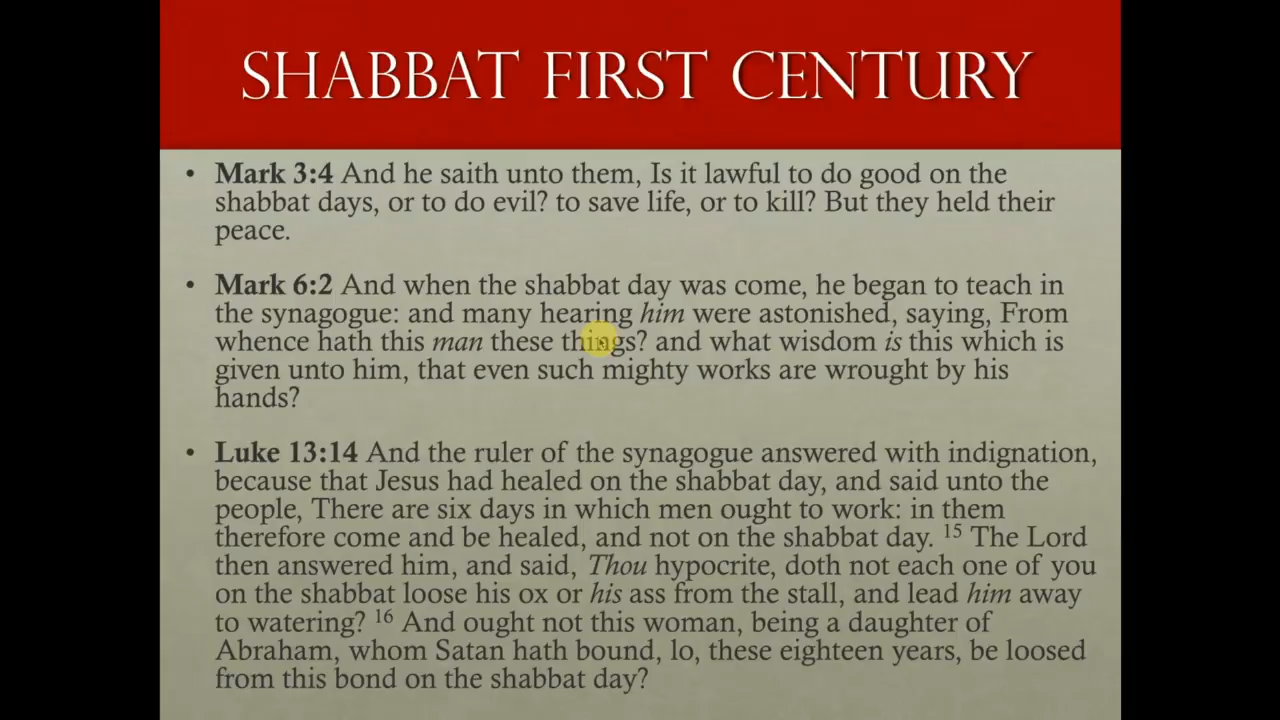 SHABBAT FIRST CENTURY
• Mark 3:4 And he saith unto them, Is it lawful to do good on the
shabbat days, or to do evil? to save life, or to kill? But they held their
peace.
• Mark 6:2 And when the shabbat day was come, he began to teach in
the synagogue: and many hearing him were astonished, saying, From
whence hath this man these things? and what wisdom is this which is
given unto him, that even such mighty works are wrought by his
hands?
• Luke 13:14 And the ruler of the synagogue answered with indignation,
because that Jesus had healed on the shabbat day, and said unto the
people, There are six days in which men ought to work: in them
therefore come and be healed, and not on the shabbat day. 15 The Lord
then answered him, and said, Thou hypocrite, doth not each one of you
on the shabbat loose his ox or his ass from the stall, and lead him away
to watering? 16 And ought not this woman, being a daughter of
Abraham, whom Satan hath bound, lo, these eighteen years, be loosed
from this bond on the shabbat day?